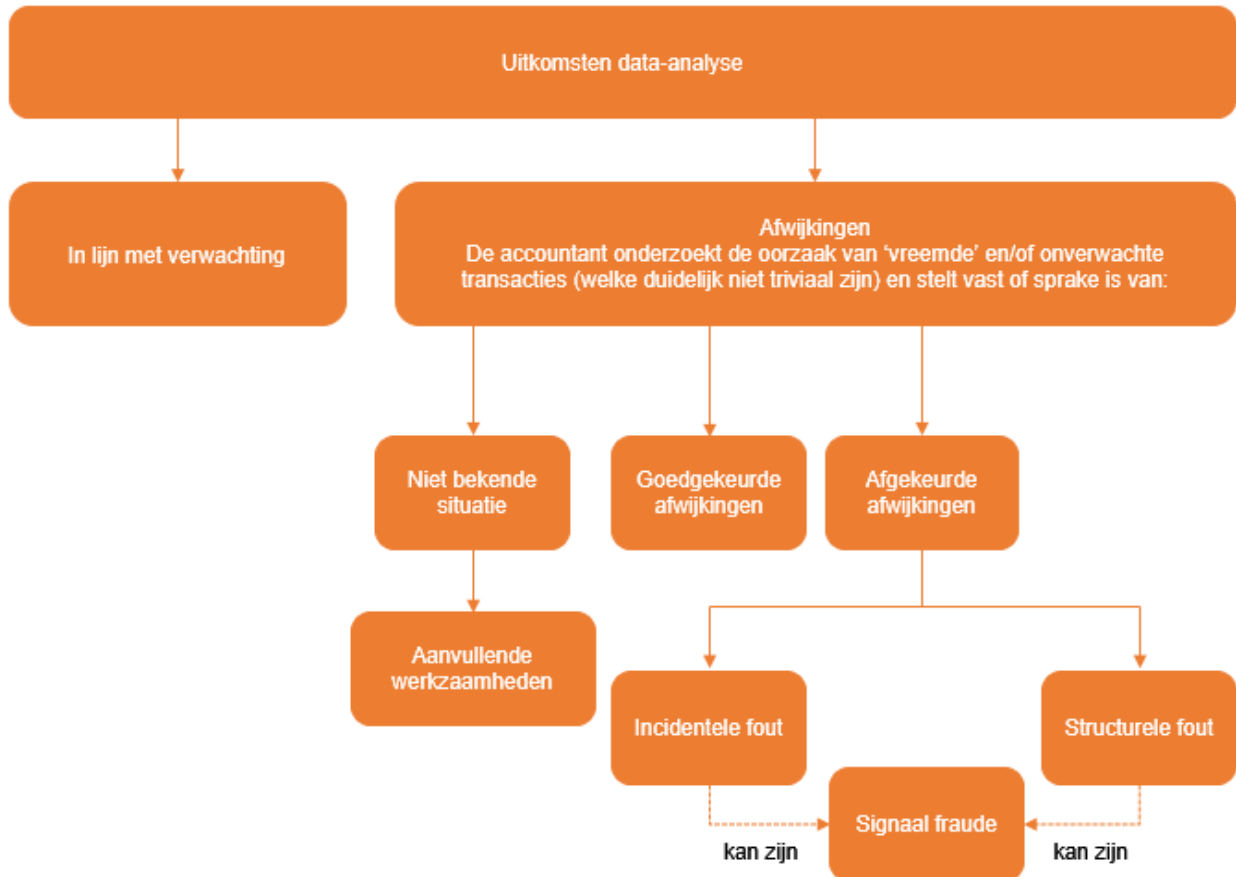 Uitkomsten data-analyse
In lijn met verwachting
Afwijkingen
De accountant onderzoekt de oorzaak van ‘vreemde’ en/of onverwachte
transacties (welke duidelijk niet triviaal zijn) en stelt vast of sprake is van:
Niet bekende
situatie
Goedgekeurde
afwijkingen
Afgekeurde
afwijkingen
Aanvullende
werkzaamheden
Incidentele fout
Structurele fout
Signaal fraude
kan zijn
kan zijn